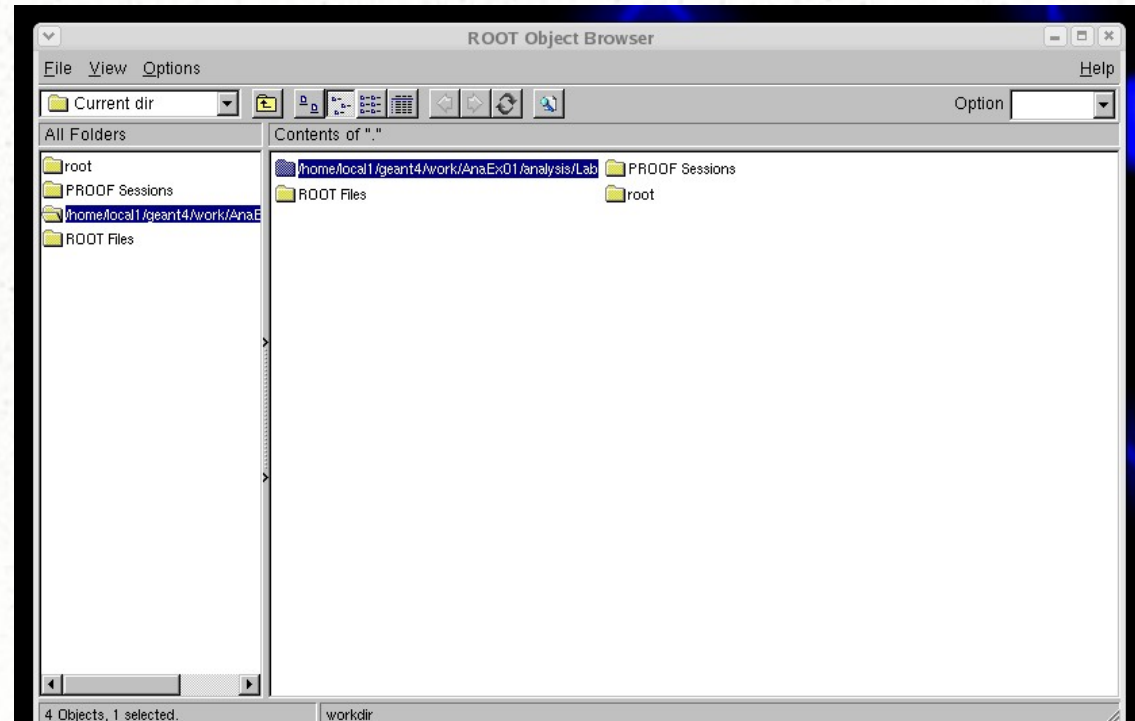 ROOT Object Browser
File View Options Help
Current dir Option
All Folders Contents of "."
root
PROOF Sessions
/home/local1/geant4/work/AnaE
ROOT Files
/home/local1/geant4/work/AnaEx01/analysis/Lab PROOF Sessions
ROOT Files root
4 Objects, 1 selected. workdir